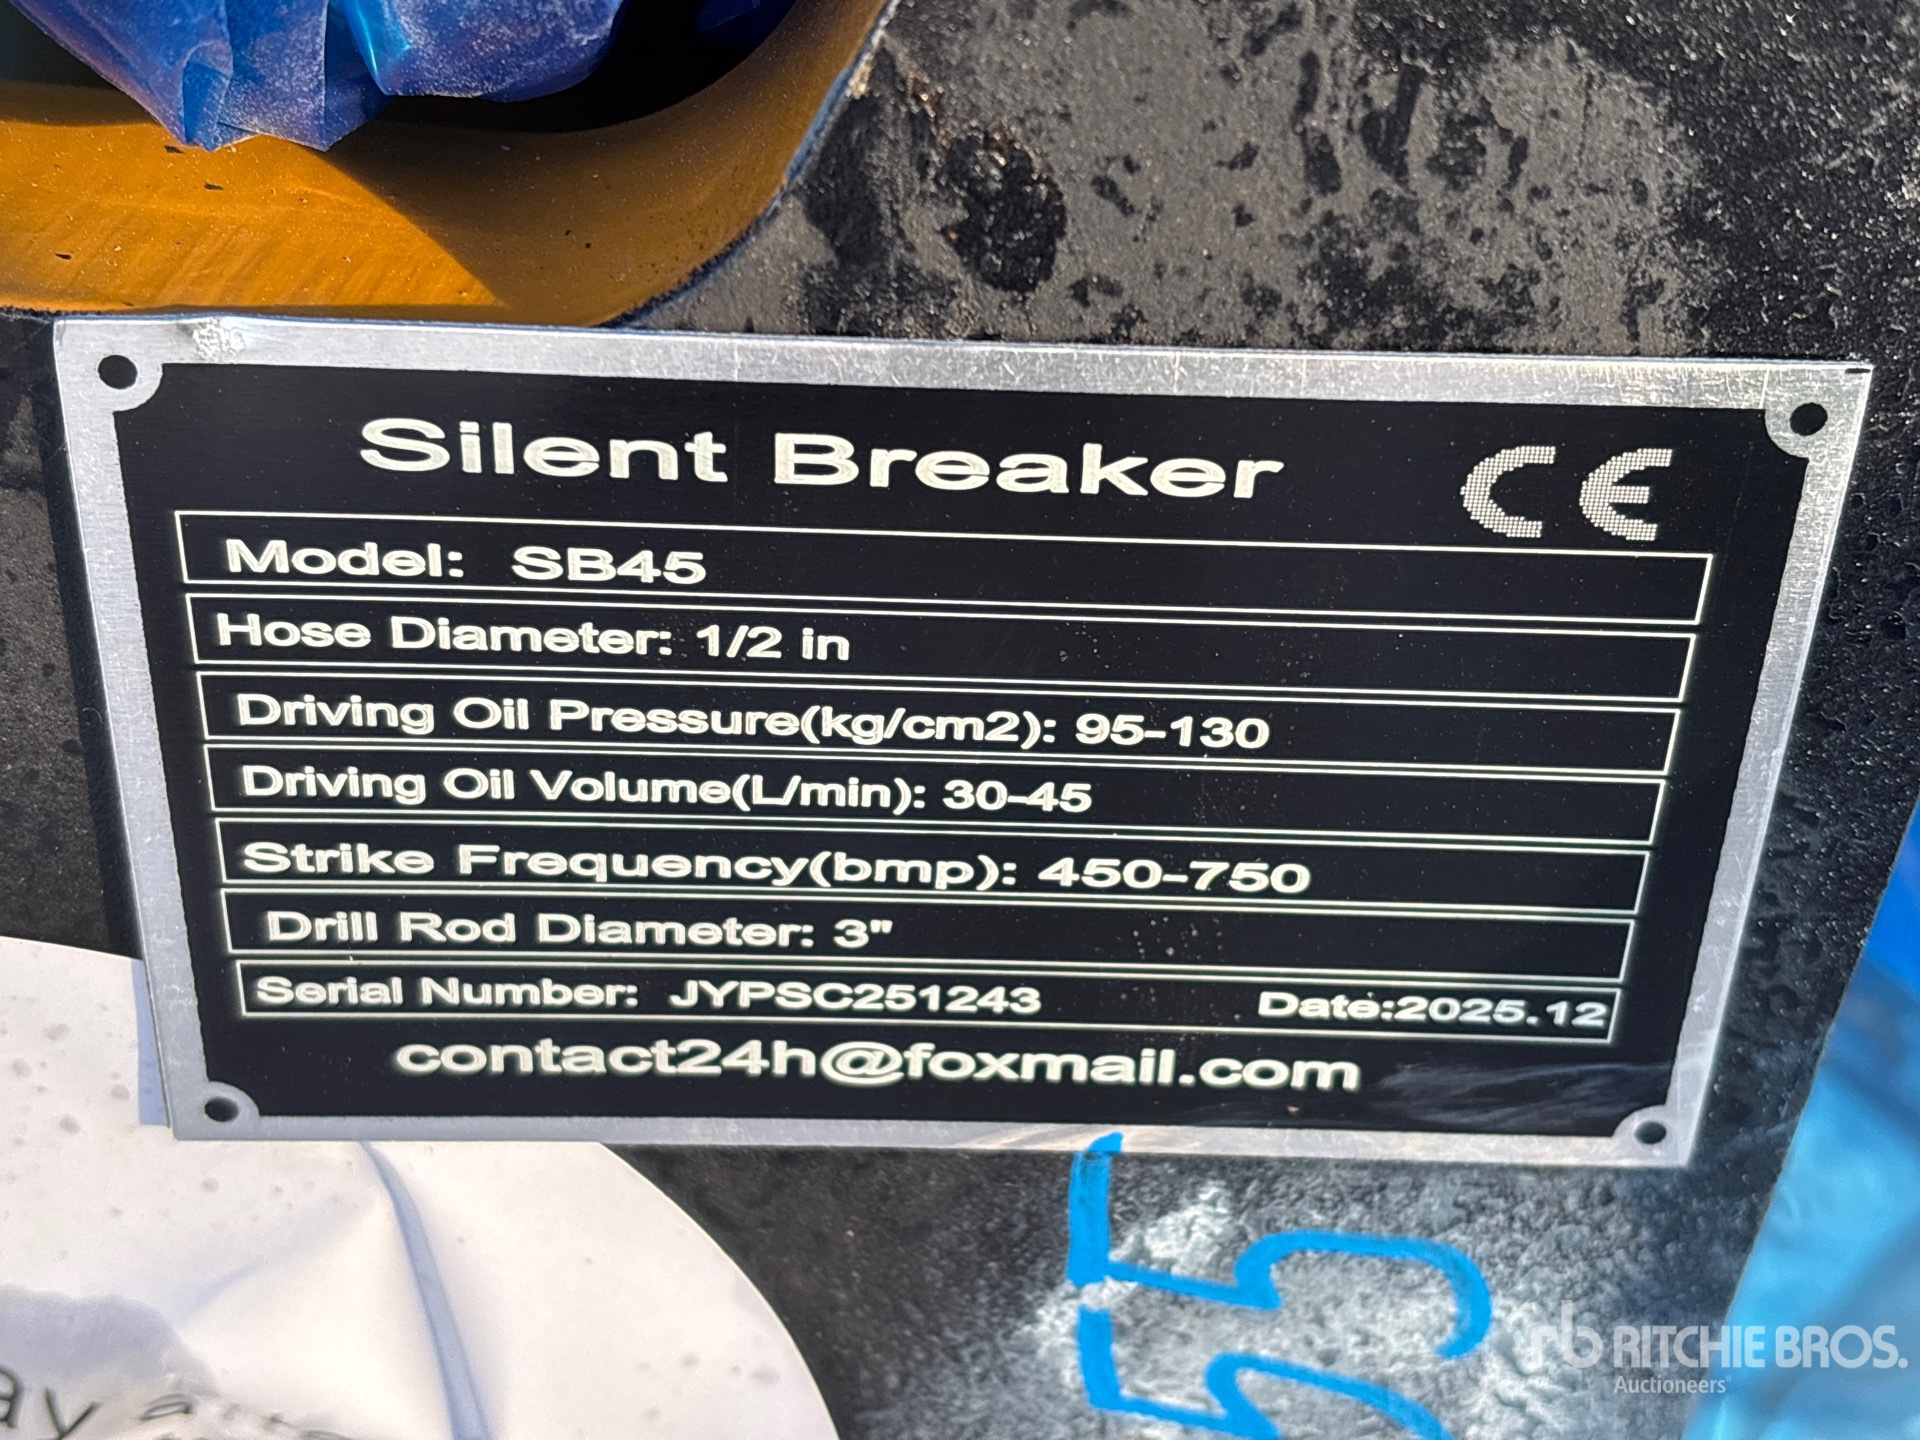 Silent Breaker CE
Model: SB45
Hose Diameter: 1/2 in
Driving Oil Pressure(kg/cm2): 95-130
Driving Oil Volume(L/min): 30-45
Strike Frequency(bmp): 450-750
Drill Rod Diameter: 3"
Serial Number: JYPSC251243 Date:2025.12
contact24h@foxmail.com
55
rb RITCHIE BROS.
Auctioneers